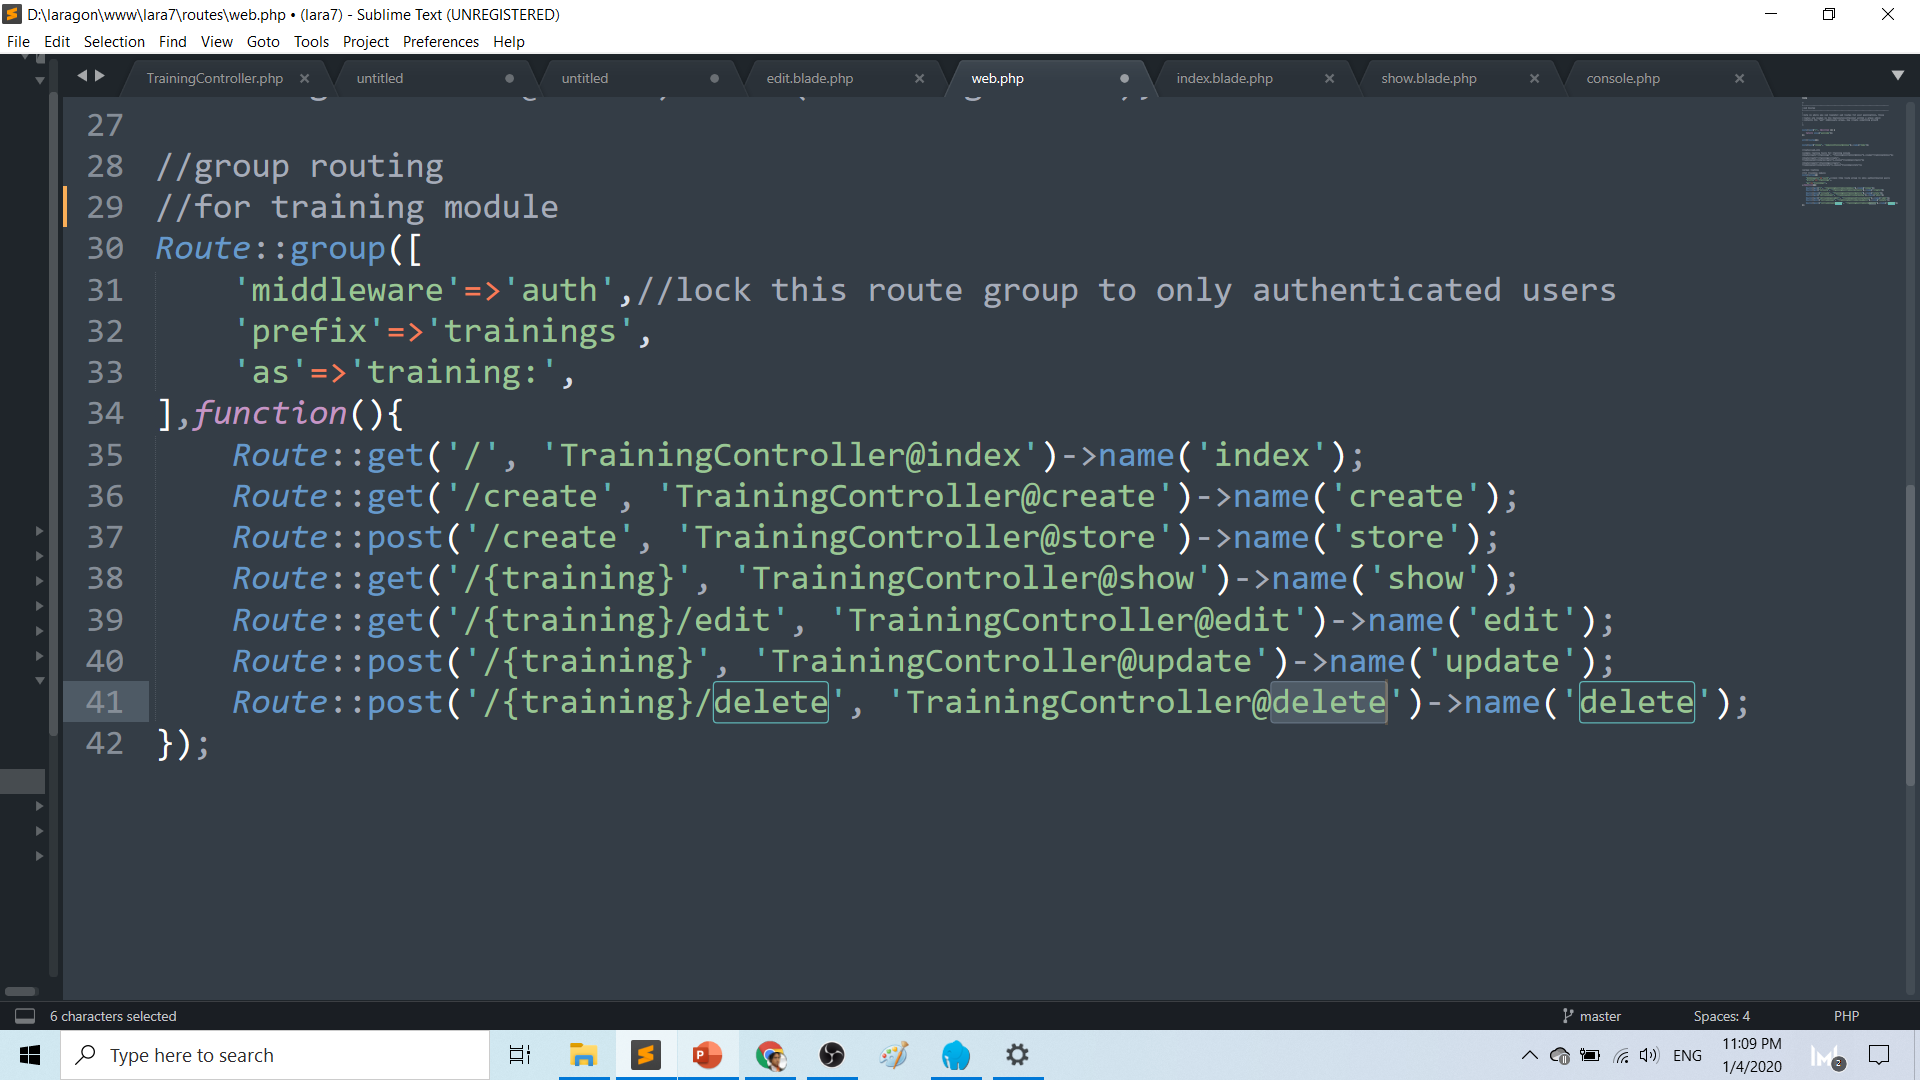 D:\laragon\www\lara7\routes\web.php • (lara7) - Sublime Text (UNREGISTERED)
File Edit Selection Find View Goto Tools Project Preferences Help
TrainingController.php untitled untitled edit.blade.php web.php index.blade.php show.blade.php console.php
27
28 //group routing
29 //for training module
30 Route::group([
31 'middleware'=>'auth',//lock this route group to only authenticated users
32 'prefix'=>'trainings',
33 'as'=>'training:',
34 ],function(){
35 Route::get('/', 'TrainingController@index')->name('index');
36 Route::get('/create', 'TrainingController@create')->name('create');
37 Route::post('/create', 'TrainingController@store')->name('store');
38 Route::get('/{training}', 'TrainingController@show')->name('show');
39 Route::get('/{training}/edit', 'TrainingController@edit')->name('edit');
40 Route::post('/{training}', 'TrainingController@update')->name('update');
41 Route::post('/{training}/delete', 'TrainingController@delete')->name('delete');
42 });
6 characters selected master Spaces: 4 PHP
Type here to search
ENG 11:09 PM 2
1/4/2020